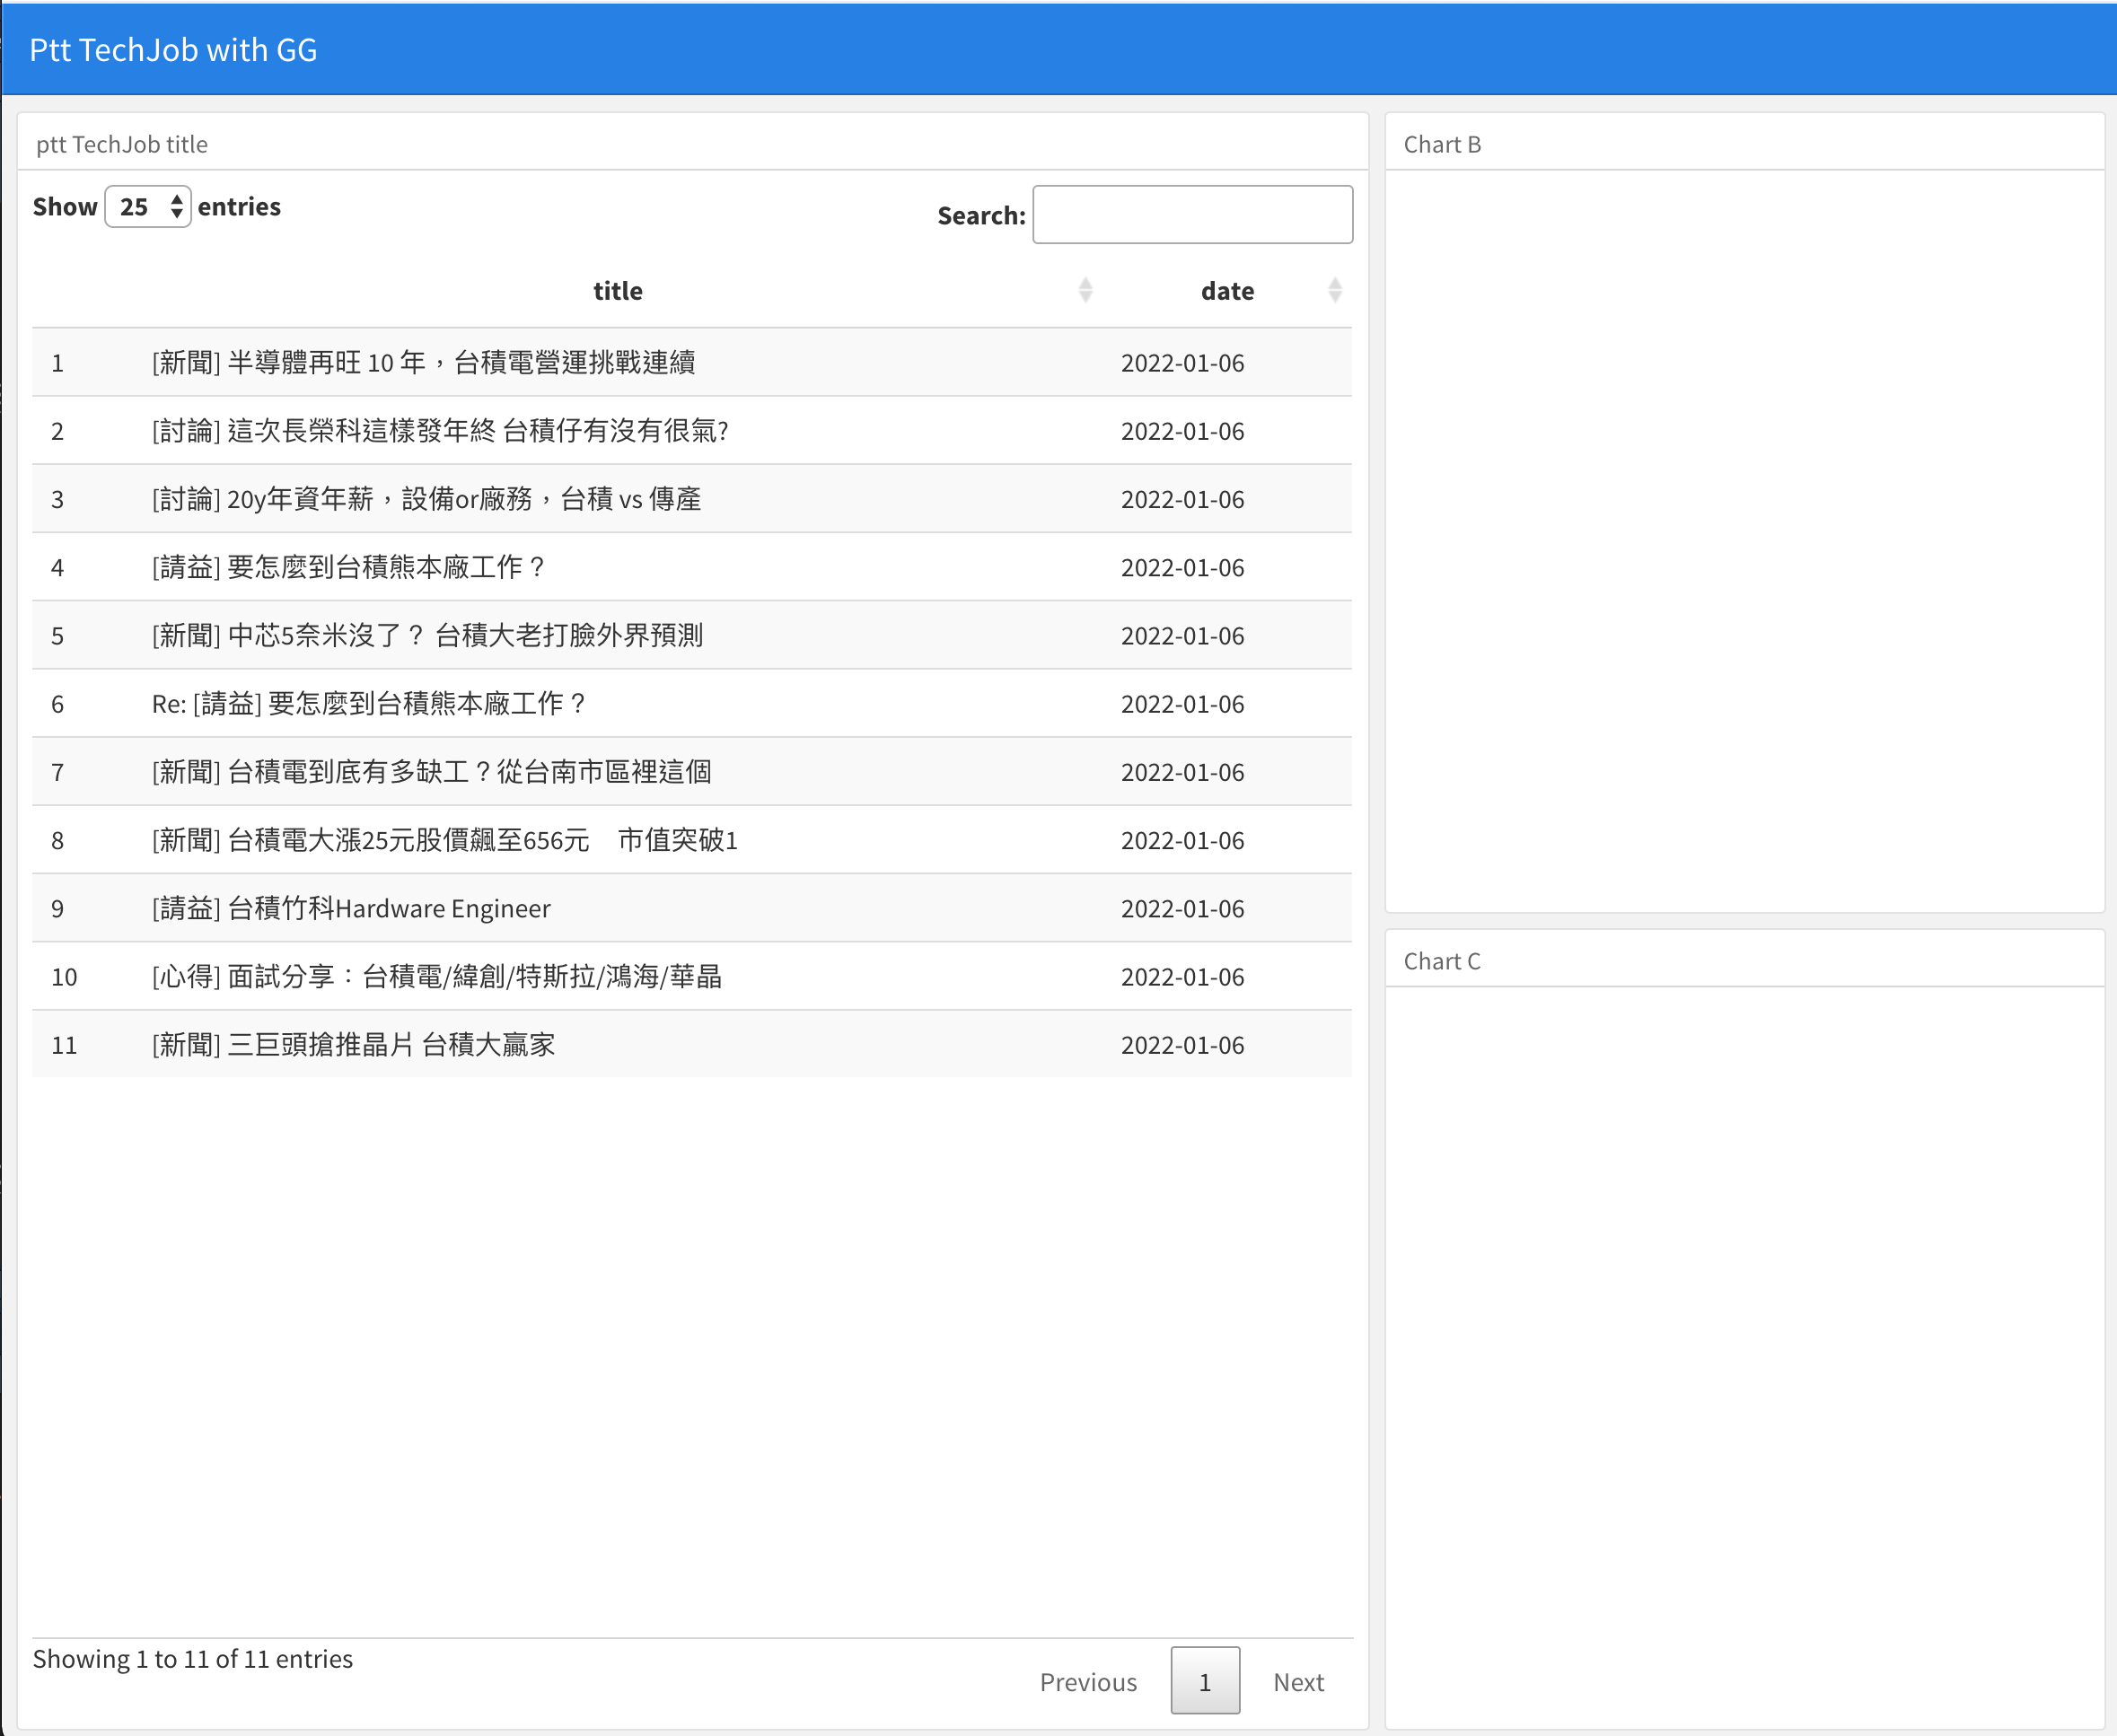 Ptt TechJob with GG
ptt TechJob title
Show 25 entries
Search:
title date
1 [新聞] 半導體再旺 10 年，台積電營運挑戰連續 2022-01-06
2 [討論] 這次長榮科這樣發年終 台積仔有沒有很氣? 2022-01-06
3 [討論] 20y年資年薪，設備or廠務，台積 vs 傳產 2022-01-06
4 [請益] 要怎麼到台積熊本廠工作？ 2022-01-06
5 [新聞] 中芯5奈米沒了？ 台積大老打臉外界預測 2022-01-06
6 Re: [請益] 要怎麼到台積熊本廠工作？ 2022-01-06
7 [新聞] 台積電到底有多缺工？從台南市區裡這個 2022-01-06
8 [新聞] 台積電大漲25元股價飆至656元　市值突破1 2022-01-06
9 [請益] 台積竹科Hardware Engineer 2022-01-06
10 [心得] 面試分享：台積電/緯創/特斯拉/鴻海/華晶 2022-01-06
11 [新聞] 三巨頭搶推晶片 台積大贏家 2022-01-06
Showing 1 to 11 of 11 entries
Previous 1 Next
Chart B
Chart C